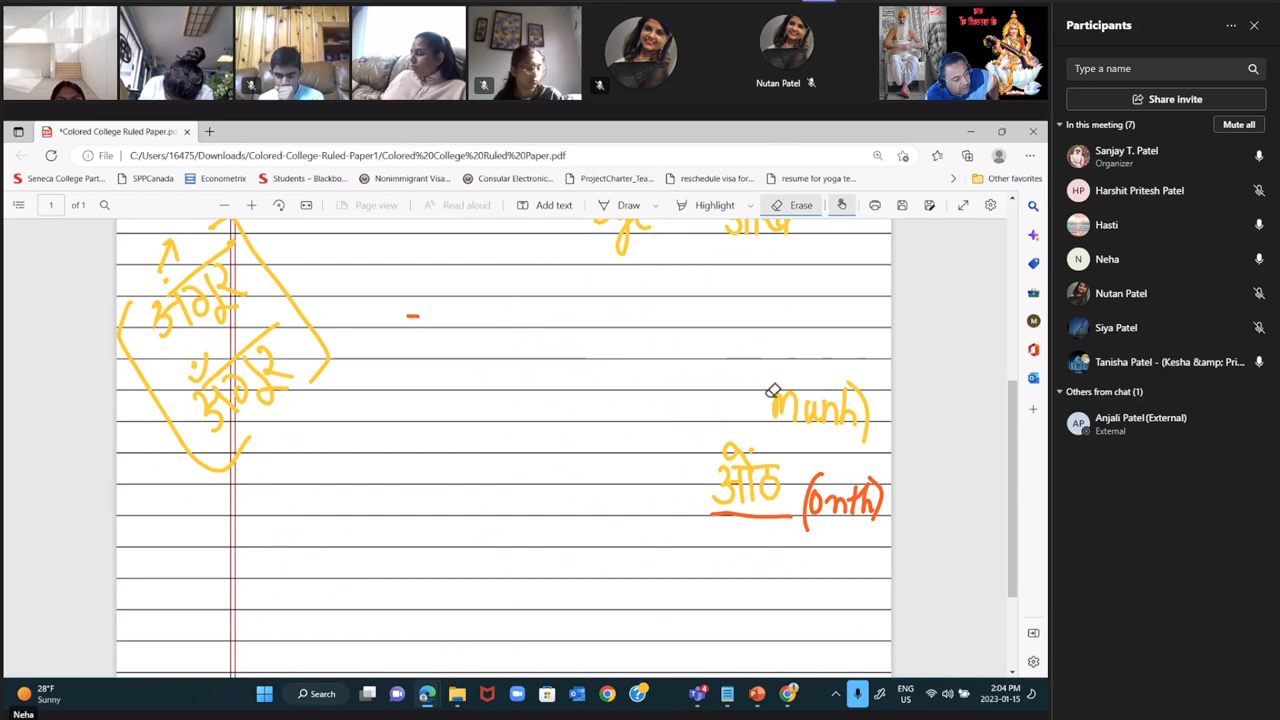 Nutan Patel
Participants
Type a name
Share invite
In this meeting (7)
Mute all
Sanjay T. Patel
Organizer
HP
Harshit Pritesh Patel
Hasti
N
Neha
Nutan Patel
Siya Patel
Tanisha Patel - (Kesha &amp; Pri...
Others from chat (1)
AP
Anjali Patel(External)
External
*Colored College Ruled Paper.pd
File
C:/Users/16475/Downloads/Colored-College-Ruled-Paper1/Colored%20College%20Ruled%20Paper.pdf
Seneca College Part...
SPPCanada
Econometrix
Students – Blackbo...
Nonimmigrant Visa...
Consular Electronic...
ProjectCharter_Tea...
reschedule visa for...
resume for yoga te...
Other favorites
1 of 1
Page view
Read aloud
Add text
Draw
Highlight
Erase
अंगूर
अँगूर
munh)
ओंठ (onth)
28°F
Sunny
Search
ENG
US
2:04 PM
2023-01-15
Neha